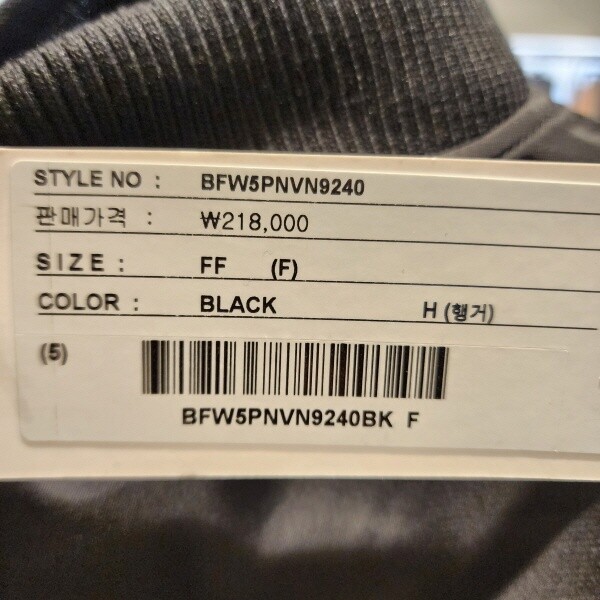 STYLE NO : BFW5PNVN9240
판매가격 : ₩218,000
SIZE : FF (F)
COLOR : BLACK H (행거)
(5)
BFW5PNVN9240BK F